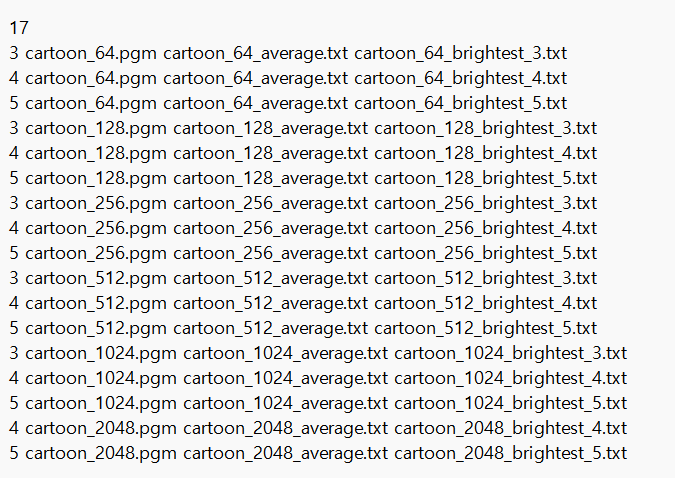 17
3 cartoon_64.pgm cartoon_64_average.txt cartoon_64_brightest_3.txt
4 cartoon_64.pgm cartoon_64_average.txt cartoon_64_brightest_4.txt
5 cartoon_64.pgm cartoon_64_average.txt cartoon_64_brightest_5.txt
3 cartoon_128.pgm cartoon_128_average.txt cartoon_128_brightest_3.txt
4 cartoon_128.pgm cartoon_128_average.txt cartoon_128_brightest_4.txt
5 cartoon_128.pgm cartoon_128_average.txt cartoon_128_brightest_5.txt
3 cartoon_256.pgm cartoon_256_average.txt cartoon_256_brightest_3.txt
4 cartoon_256.pgm cartoon_256_average.txt cartoon_256_brightest_4.txt
5 cartoon_256.pgm cartoon_256_average.txt cartoon_256_brightest_5.txt
3 cartoon_512.pgm cartoon_512_average.txt cartoon_512_brightest_3.txt
4 cartoon_512.pgm cartoon_512_average.txt cartoon_512_brightest_4.txt
5 cartoon_512.pgm cartoon_512_average.txt cartoon_512_brightest_5.txt
3 cartoon_1024.pgm cartoon_1024_average.txt cartoon_1024_brightest_3.txt
4 cartoon_1024.pgm cartoon_1024_average.txt cartoon_1024_brightest_4.txt
5 cartoon_1024.pgm cartoon_1024_average.txt cartoon_1024_brightest_5.txt
4 cartoon_2048.pgm cartoon_2048_average.txt cartoon_2048_brightest_4.txt
5 cartoon_2048.pgm cartoon_2048_average.txt cartoon_2048_brightest_5.txt